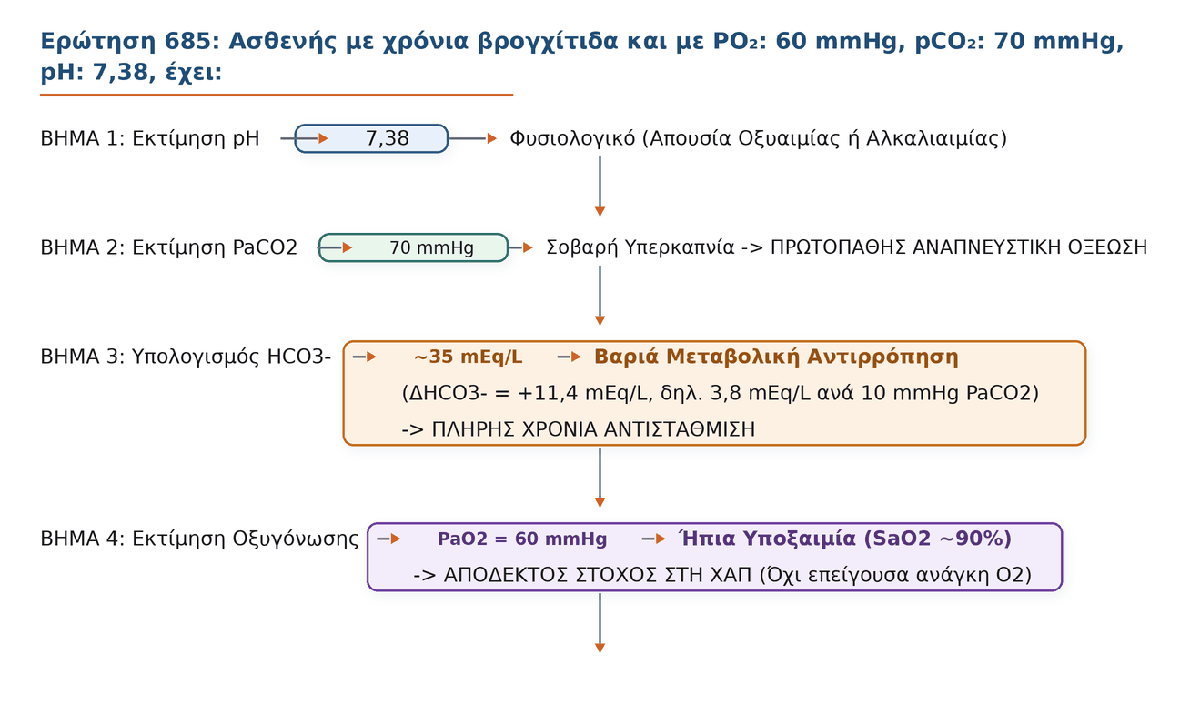 Ερώτηση 685: Ασθενής με χρόνια βρογχίτιδα και με PO₂: 60 mmHg, pCO₂: 70 mmHg,
pH: 7,38, έχει:
ΒΗΜΑ 1: Εκτίμηση pH 7,38 Φυσιολογικό (Απουσία Οξυαιμίας ή Αλκαλιαιμίας)
ΒΗΜΑ 2: Εκτίμηση PaCO2 70 mmHg Σοβαρή Υπερκαπνία -> ΠΡΩΤΟΠΑΘΗΣ ΑΝΑΠΝΕΥΣΤΙΚΗ ΟΞΕΩΣΗ
ΒΗΜΑ 3: Υπολογισμός HCO3- ~35 mEq/L Βαριά Μεταβολική Αντιρρόπηση
(ΔHCO3- = +11,4 mEq/L, δηλ. 3,8 mEq/L ανά 10 mmHg PaCO2)
-> ΠΛΗΡΗΣ ΧΡΟΝΙΑ ΑΝΤΙΣΤΑΘΜΙΣΗ
ΒΗΜΑ 4: Εκτίμηση Οξυγόνωσης PaO2 = 60 mmHg Ήπια Υποξαιμία (SaO2 ~90%)
-> ΑΠΟΔΕΚΤΟΣ ΣΤΟΧΟΣ ΣΤΗ ΧΑΠ (Όχι επείγουσα ανάγκη O2)